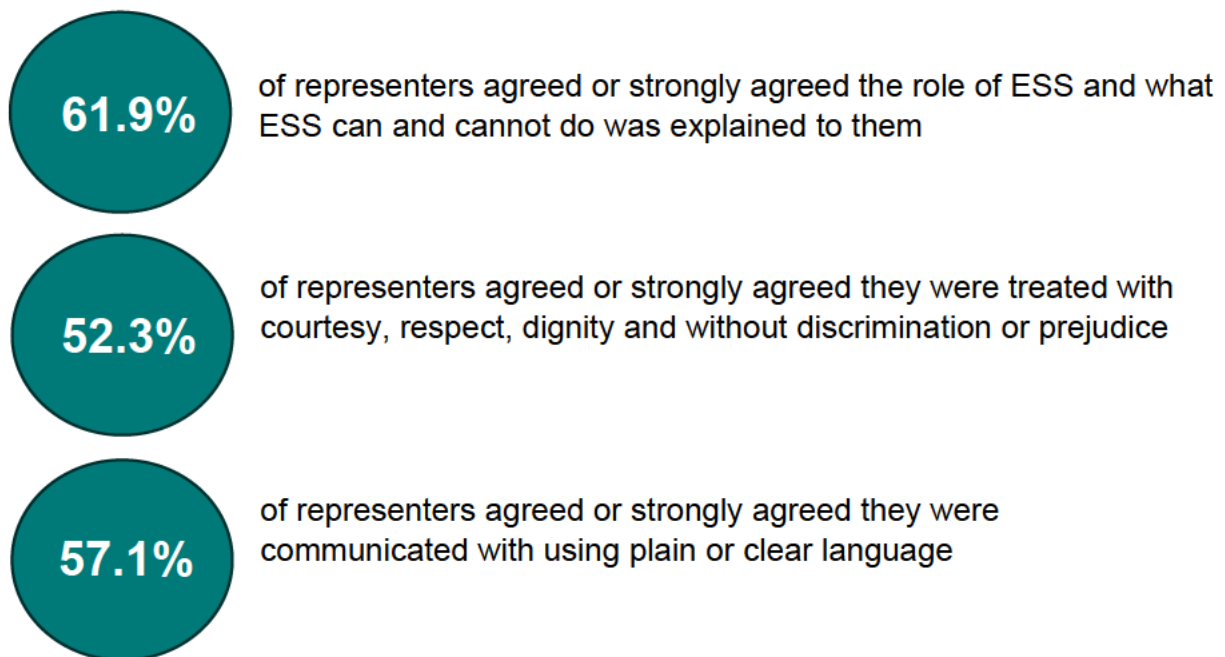 61.9%
of representers agreed or strongly agreed the role of ESS and what
ESS can and cannot do was explained to them
52.3%
of representers agreed or strongly agreed they were treated with
courtesy, respect, dignity and without discrimination or prejudice
57.1%
of representers agreed or strongly agreed they were
communicated with using plain or clear language